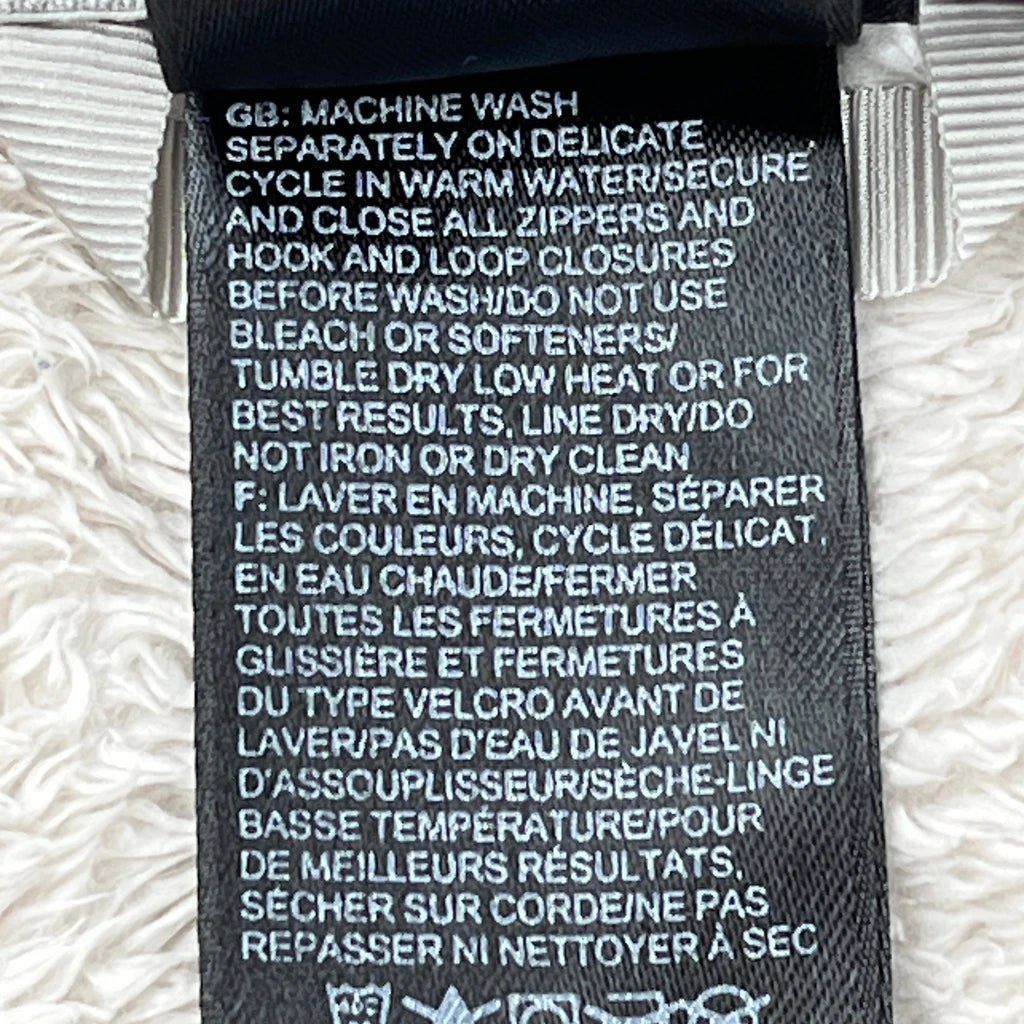 GB: MACHINE WASH
SEPARATELY ON DELICATE
CYCLE IN WARM WATER/SECURE
AND CLOSE ALL ZIPPERS AND
HOOK AND LOOP CLOSURES
BEFORE WASH/DO NOT USE
BLEACH OR SOFTENERS/
TUMBLE DRY LOW HEAT OR FOR
BEST RESULTS, LINE DRY/DO
NOT IRON OR DRY CLEAN
F: LAVER EN MACHINE, SÉPARER
LES COULEURS, CYCLE DÉLICAT,
EN EAU CHAUDE/FERMER
TOUTES LES FERMETURES À
GLISSIÈRE ET FERMETURES
DU TYPE VELCRO AVANT DE
LAVER/PAS D'EAU DE JAVEL NI
D'ASSOUPLISSEUR/SÈCHE-LINGE
BASSE TEMPÉRATURE/POUR
DE MEILLEURS RÉSULTATS,
SÉCHER SUR CORDE/NE PAS
REPASSER NI NETTOYER À SEC